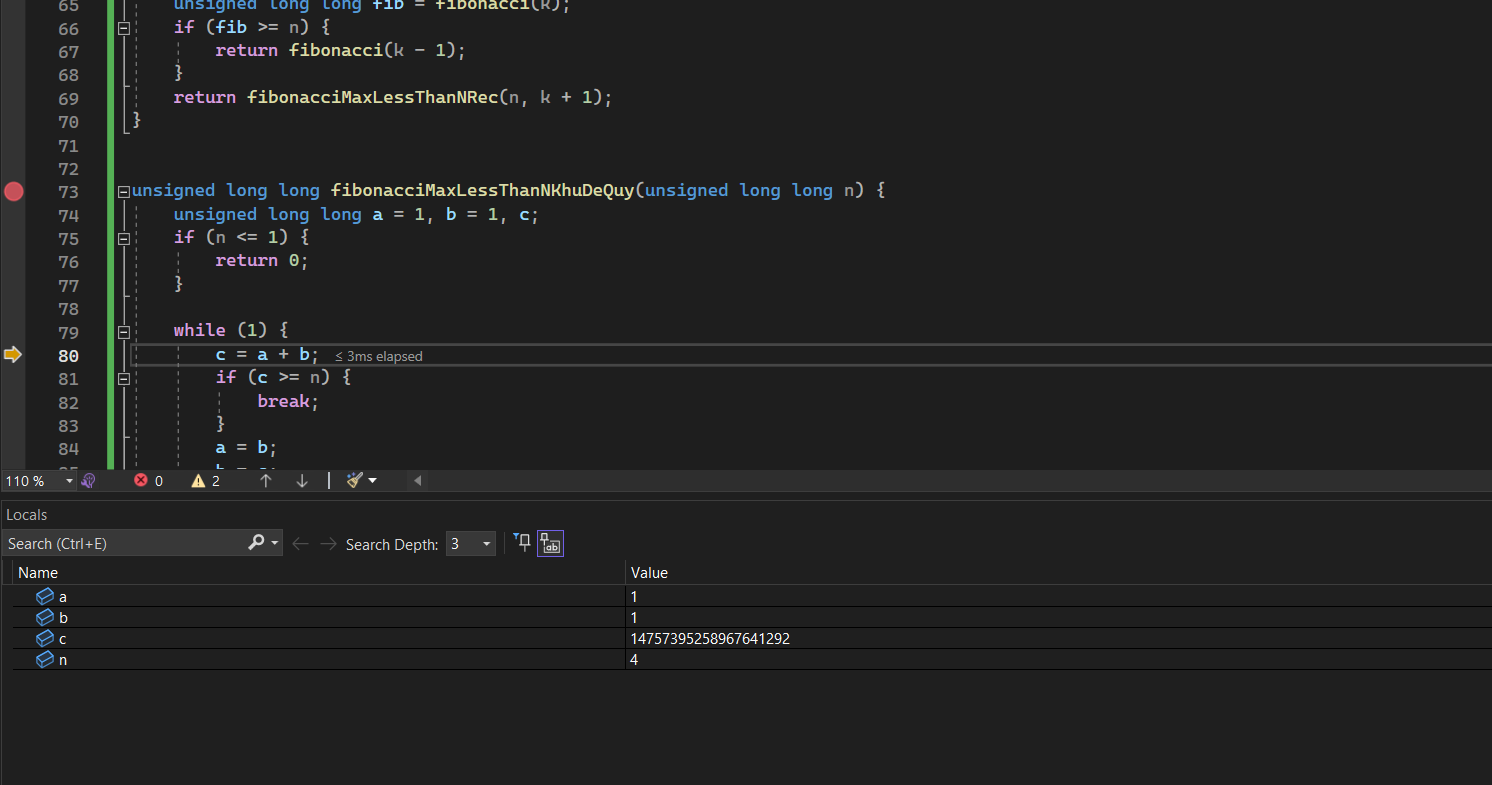 65 unsigned long long fib = fibonacci(k);
66 if (fib >= n) {
67 return fibonacci(k - 1);
68 }
69 return fibonacciMaxLessThanNRec(n, k + 1);
70 }
71
72
73 unsigned long long fibonacciMaxLessThanNKhuDeQuy(unsigned long long n) {
74 unsigned long long a = 1, b = 1, c;
75 if (n <= 1) {
76 return 0;
77 }
78
79 while (1) {
80 c = a + b; ≤ 3ms elapsed
81 if (c >= n) {
82 break;
83 }
84 a = b;
110 % 0 2
Locals
Search (Ctrl+E) Search Depth: 3
Name Value
a 1
b 1
c 14757395258967641292
n 4